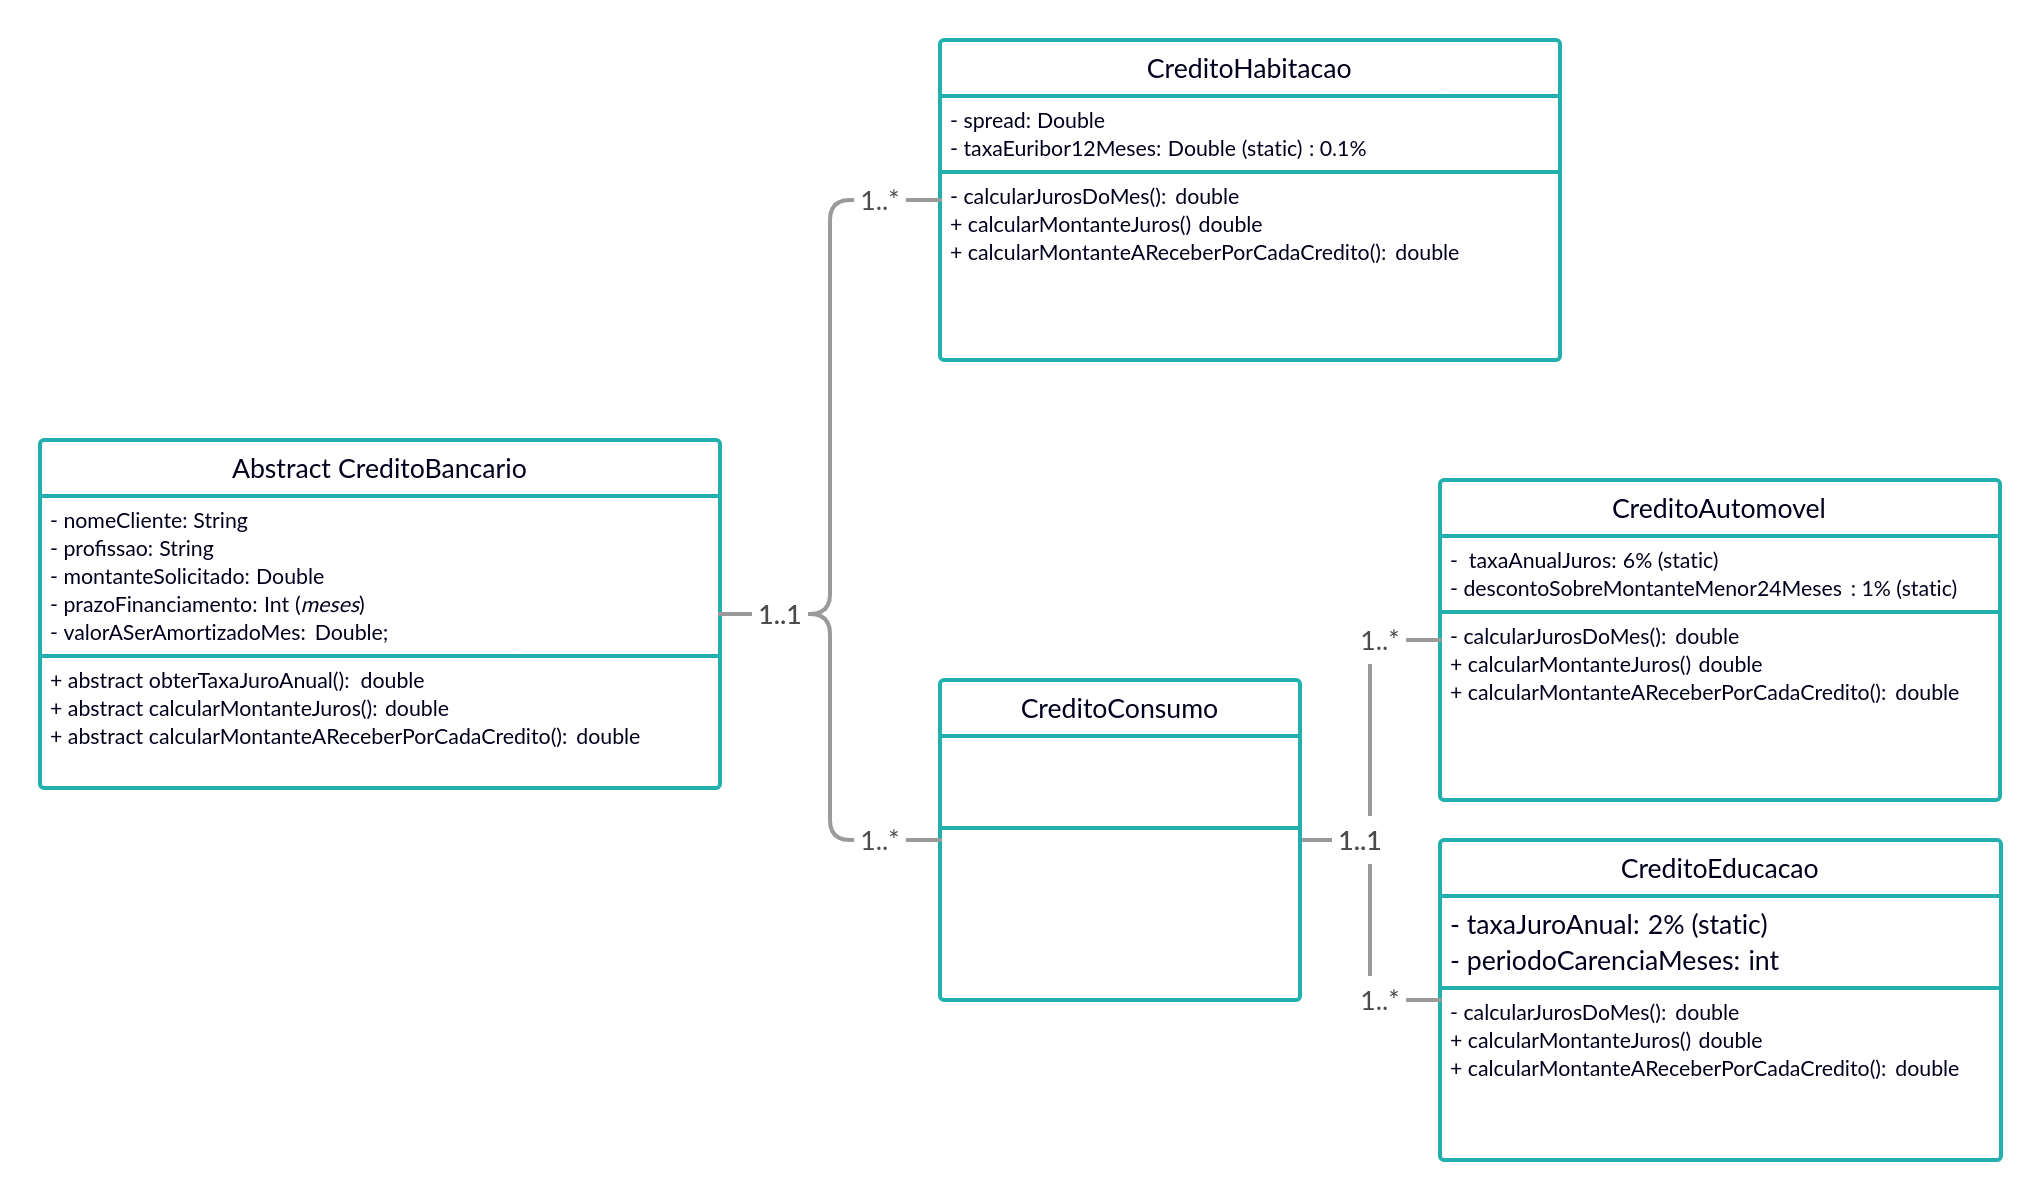 CreditoHabitacao
- spread: Double
- taxaEuribor12Meses: Double (static) : 0.1%
- calcularJurosDoMes(): double
+ calcularMontanteJuros() double
+ calcularMontanteAReceberPorCadaCredito(): double
1..*
Abstract CreditoBancario
- nomeCliente: String
- profissao: String
- montanteSolicitado: Double
- prazoFinanciamento: Int (meses)
- valorASerAmortizadoMes: Double;
+ abstract obterTaxaJuroAnual(): double
+ abstract calcularMontanteJuros(): double
+ abstract calcularMontanteAReceberPorCadaCredito(): double
1..1
1..*
CreditoConsumo
1..1
1..*
CreditoAutomovel
- taxaAnualJuros: 6% (static)
- descontoSobreMontanteMenor24Meses : 1% (static)
- calcularJurosDoMes(): double
+ calcularMontanteJuros() double
+ calcularMontanteAReceberPorCadaCredito(): double
1..*
CreditoEducacao
- taxaJuroAnual: 2% (static)
- periodoCarenciaMeses: int
- calcularJurosDoMes(): double
+ calcularMontanteJuros() double
+ calcularMontanteAReceberPorCadaCredito(): double